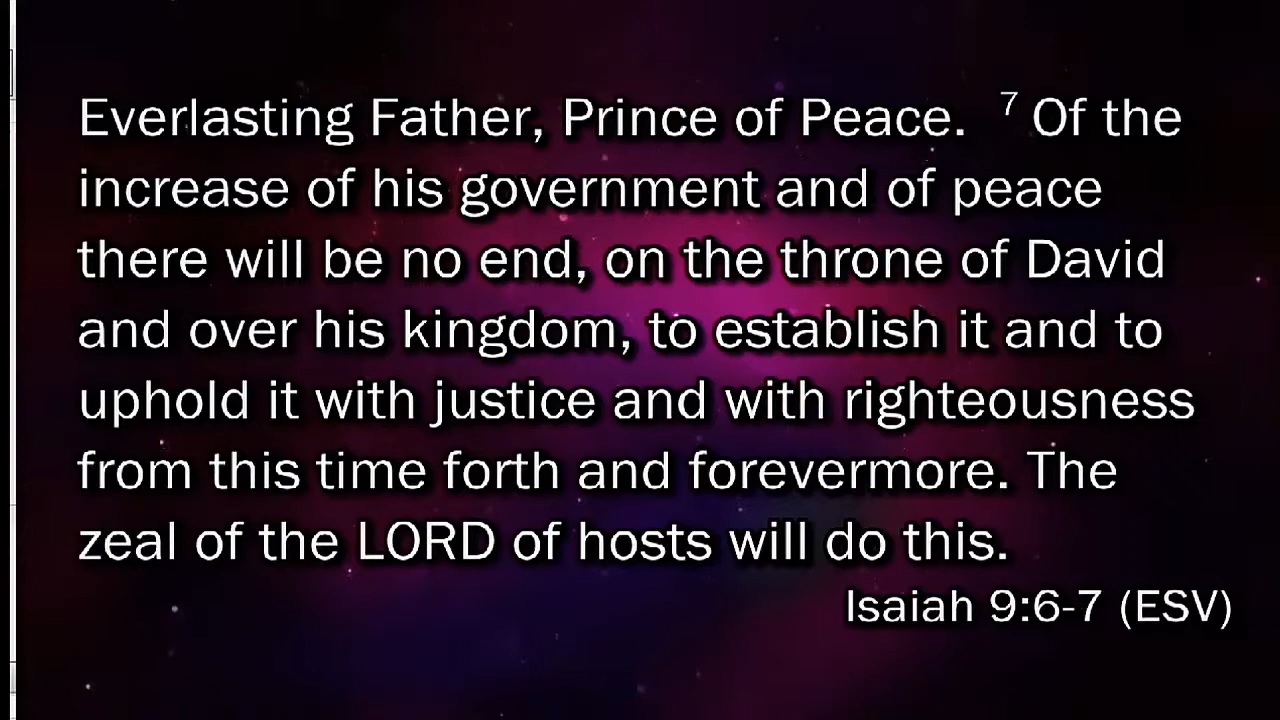 Everlasting Father, Prince of Peace. 7 Of the
increase of his government and of peace
there will be no end, on the throne of David
and over his kingdom, to establish it and to
uphold it with justice and with righteousness
from this time forth and forevermore. The
zeal of the LORD of hosts will do this.
Isaiah 9:6-7 (ESV)